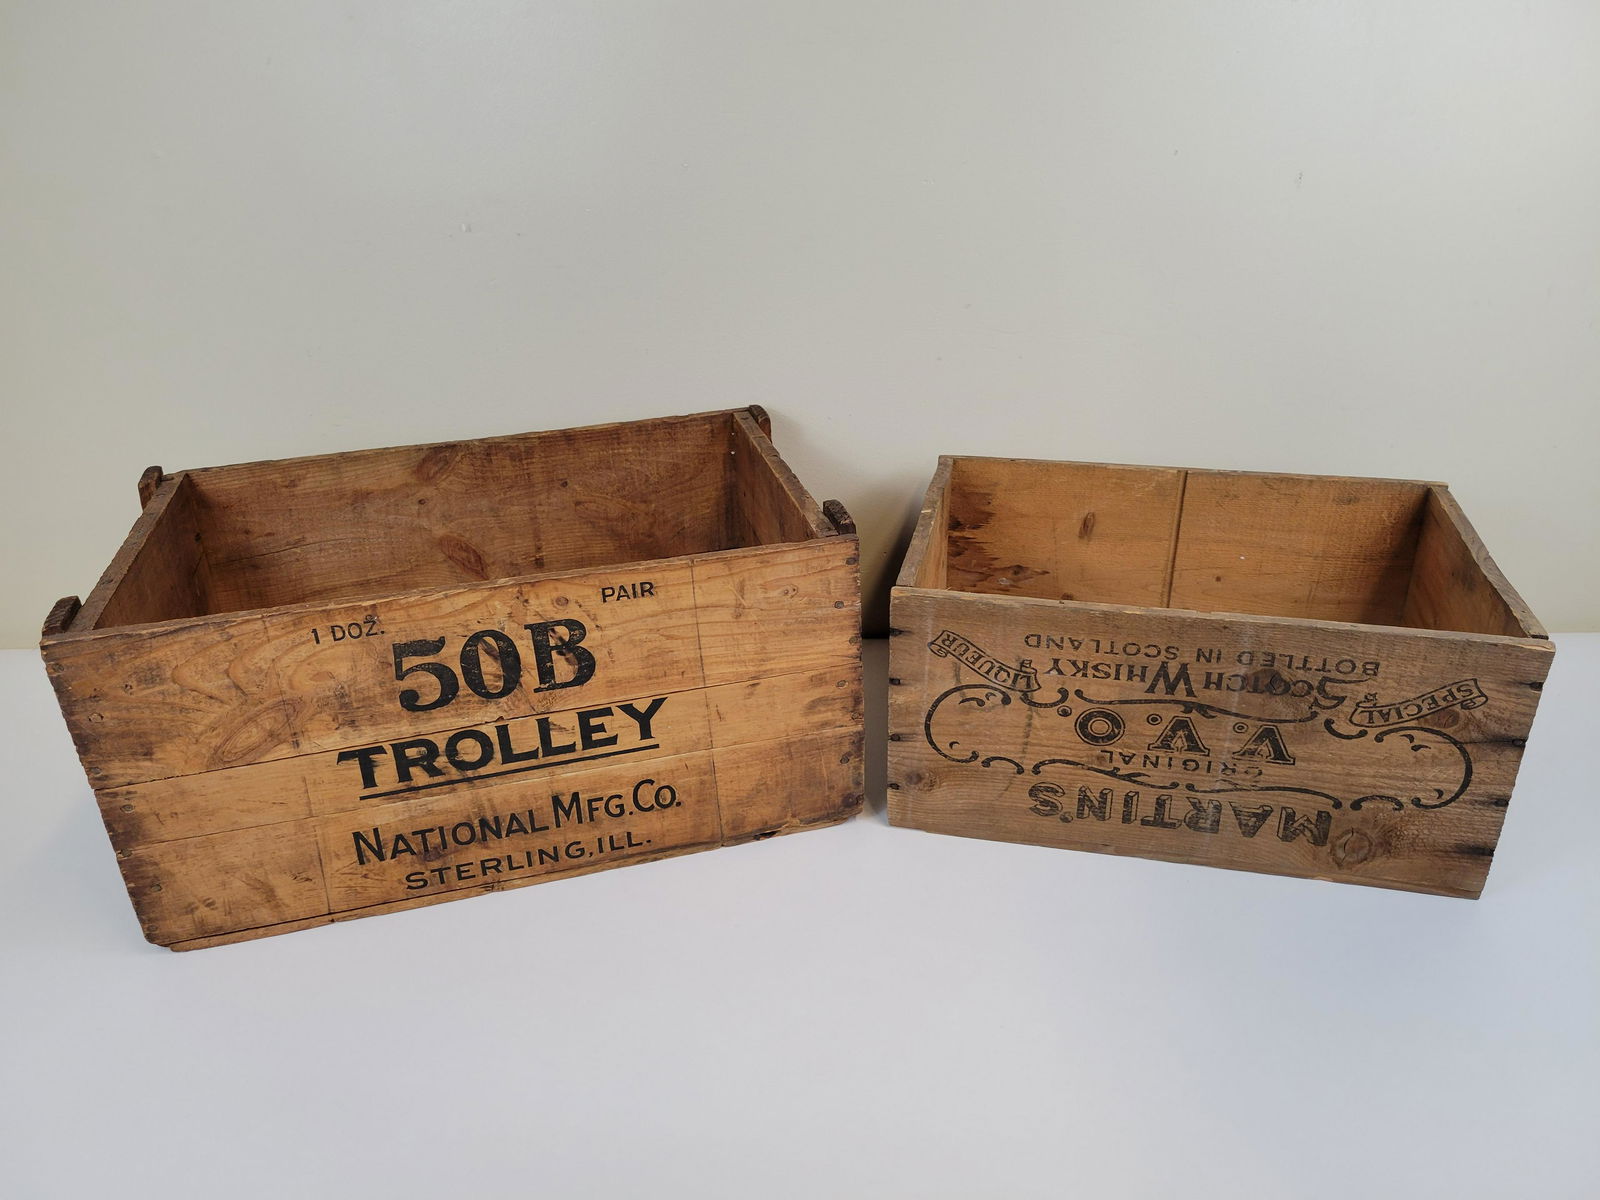 1 DOZ. PAIR
50B
TROLLEY
NATIONAL MFG. CO.
STERLING, ILL.
MARTIN'S
ORIGINAL
V.V.O.
SPECIAL LIQUEUR
SCOTCH WHISKY
BOTTLED IN SCOTLAND